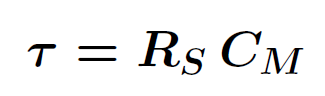 τ = R_S C_M